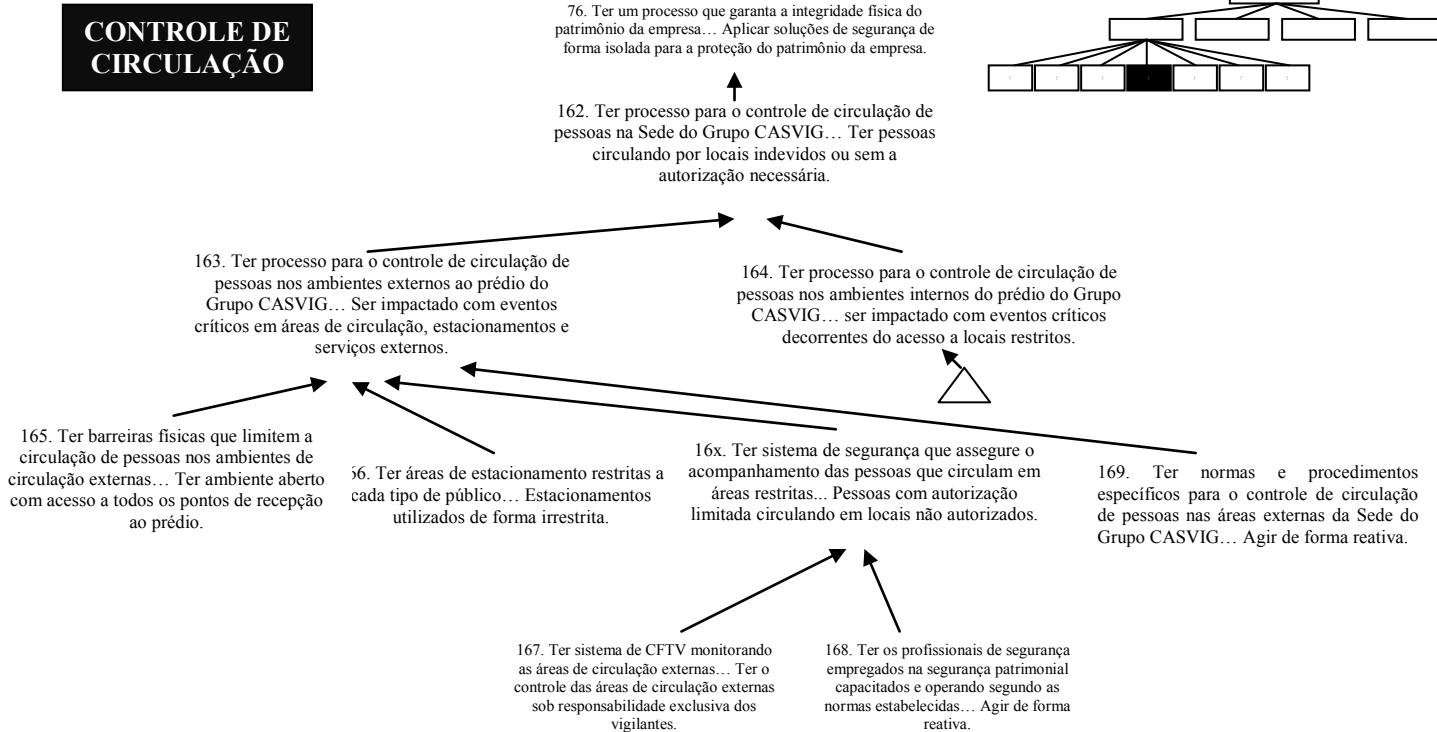 CONTROLE DE
CIRCULAÇÃO
76. Ter um processo que garanta a integridade física do
patrimônio da empresa… Aplicar soluções de segurança de
forma isolada para a proteção do patrimônio da empresa.
162. Ter processo para o controle de circulação de
pessoas na Sede do Grupo CASVIG… Ter pessoas
circulando por locais indevidos ou sem a
autorização necessária.
163. Ter processo para o controle de circulação de
pessoas nos ambientes externos ao prédio do
Grupo CASVIG… Ser impactado com eventos
críticos em áreas de circulação, estacionamentos e
serviços externos.
164. Ter processo para o controle de circulação de
pessoas nos ambientes internos do prédio do Grupo
CASVIG… ser impactado com eventos críticos
decorrentes do acesso a locais restritos.
165. Ter barreiras físicas que limitem a
circulação de pessoas nos ambientes de
circulação externas… Ter ambiente aberto
com acesso a todos os pontos de recepção
ao prédio.
66. Ter áreas de estacionamento restritas a
cada tipo de público… Estacionamentos
utilizados de forma irrestrita.
16x. Ter sistema de segurança que assegure o
acompanhamento das pessoas que circulam em
áreas restritas... Pessoas com autorização
limitada circulando em locais não autorizados.
169. Ter normas e procedimentos
específicos para o controle de circulação
de pessoas nas áreas externas da Sede do
Grupo CASVIG… Agir de forma reativa.
167. Ter sistema de CFTV monitorando
as áreas de circulação externas… Ter o
controle das áreas de circulação externas
sob responsabilidade exclusiva dos
vigilantes.
168. Ter os profissionais de segurança
empregados na segurança patrimonial
capacitados e operando segundo as
normas estabelecidas… Agir de forma
reativa.